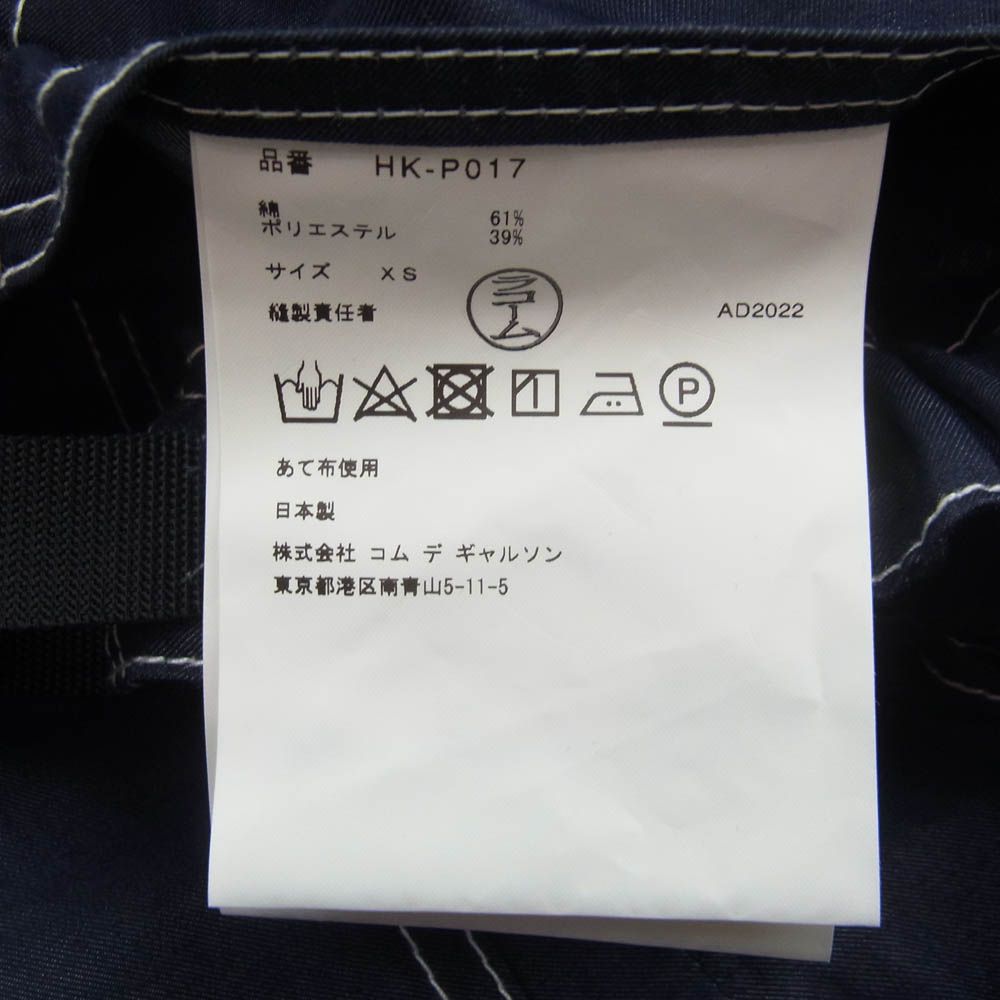 品番 HK-P017
綿 61%
ポリエステル 39%
サイズ XS
縫製責任者 ラコーム AD2022
P
あて布使用
日本製
株式会社 コム デ ギャルソン
東京都港区南青山5-11-5